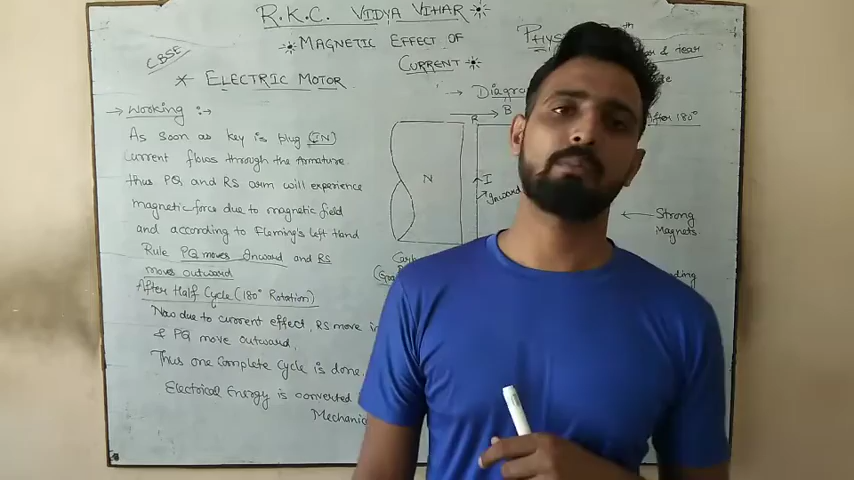 R.K.C. VIDYA VIHAR
MAGNETIC EFFECT OF
CURRENT
CBSE
ELECTRIC MOTOR
Working :→
As soon as key is plug (IN)
Current flows through the Armature
thus PQ and RS arm will experience
magnetic force due to magnetic field
and according to Fleming's left Hand
Rule PQ moves Inward and RS
moves outward
After Half Cycle (180° Rotation)
Now due to current effect, RS move in
& PQ move outward,
Thus one complete cycle is done.
Electrical Energy is converted
Mechanic
Diagra
B
R
After 180°
N
I
Inward
Strong
Magnets